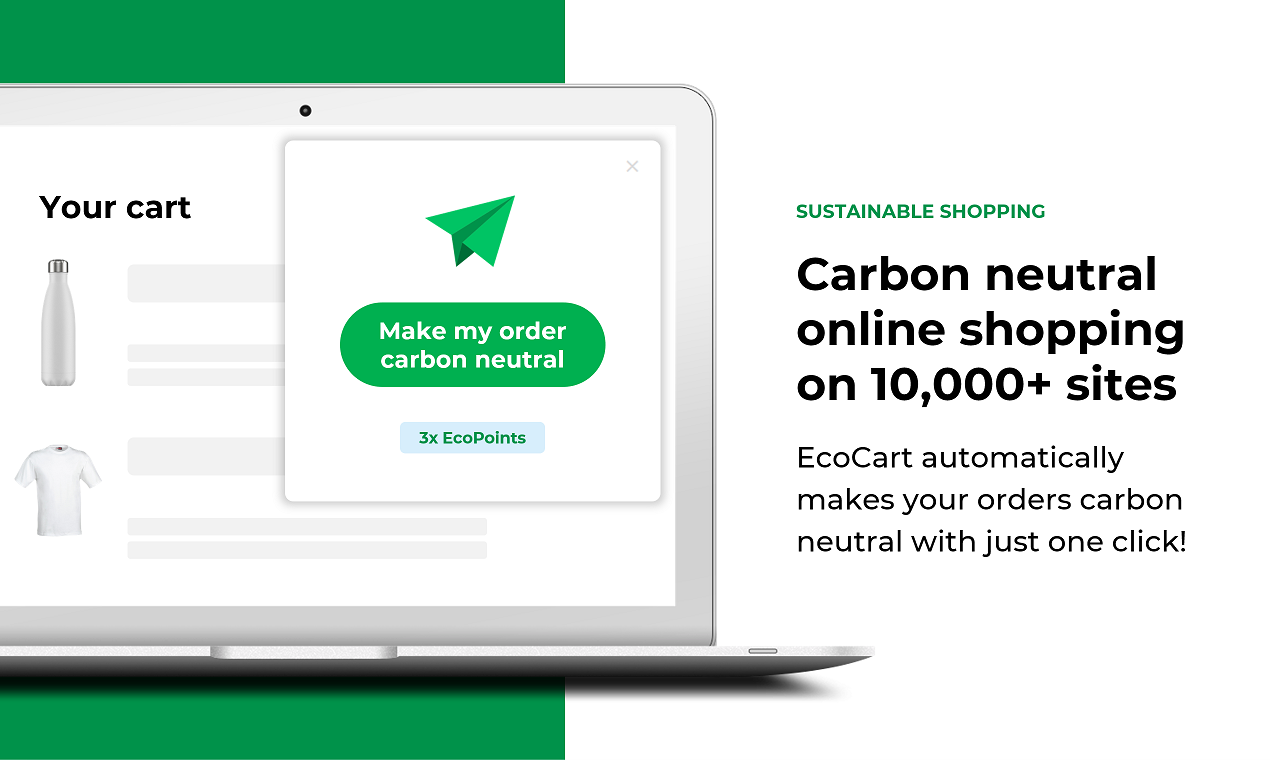 Your cart
Make my order
carbon neutral
3x EcoPoints
SUSTAINABLE SHOPPING
Carbon neutral
online shopping
on 10,000+ sites
EcoCart automatically
makes your orders carbon
neutral with just one click!